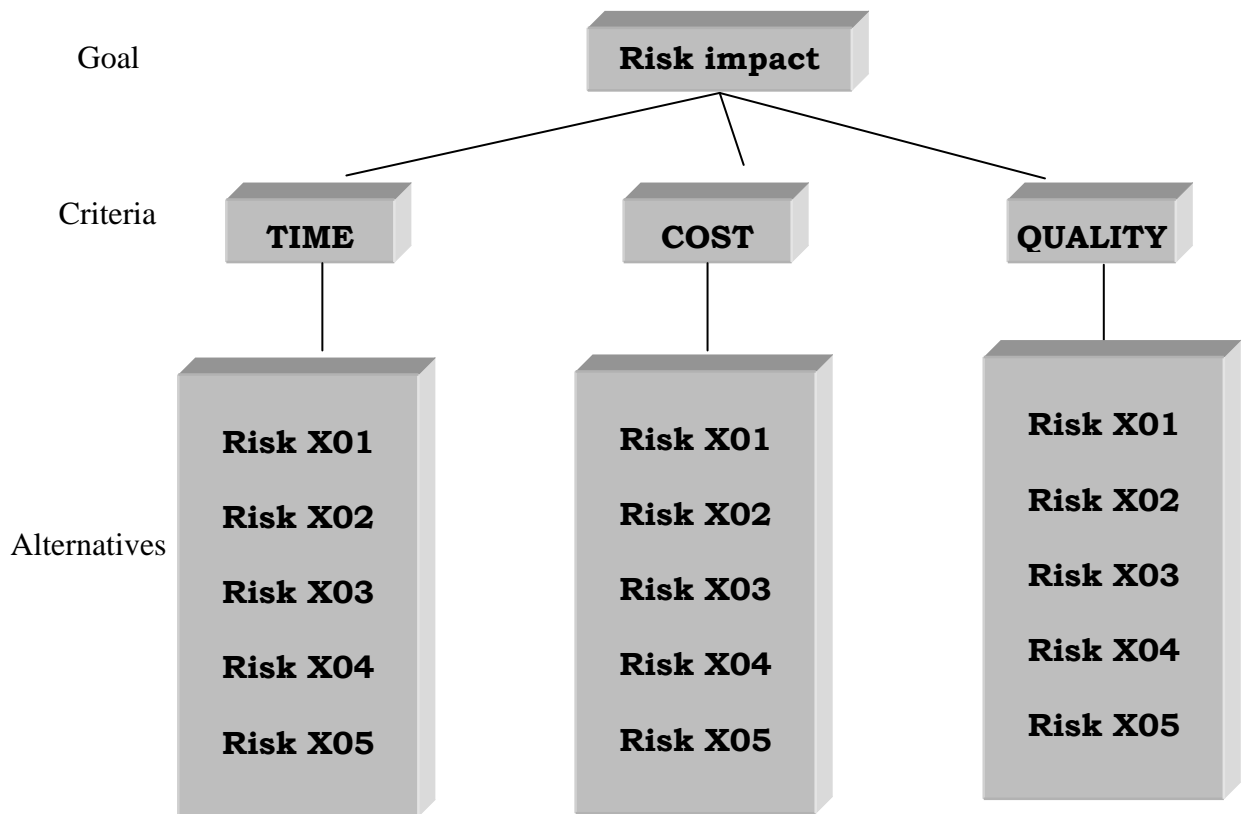 Goal
Risk impact
Criteria
TIME
COST
QUALITY
Alternatives
Risk X01
Risk X02
Risk X03
Risk X04
Risk X05
Risk X01
Risk X02
Risk X03
Risk X04
Risk X05
Risk X01
Risk X02
Risk X03
Risk X04
Risk X05